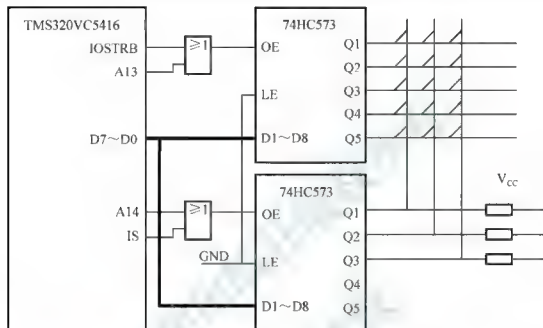 TMS320VC5416
IOSTRB
A13
D7～D0
A14
IS
≥1
≥1
GND
74HC573
OE
LE
D1～D8
Q1
Q2
Q3
Q4
Q5
74HC573
OE
LE
D1～D8
Q1
Q2
Q3
Q4
Q5
VCC